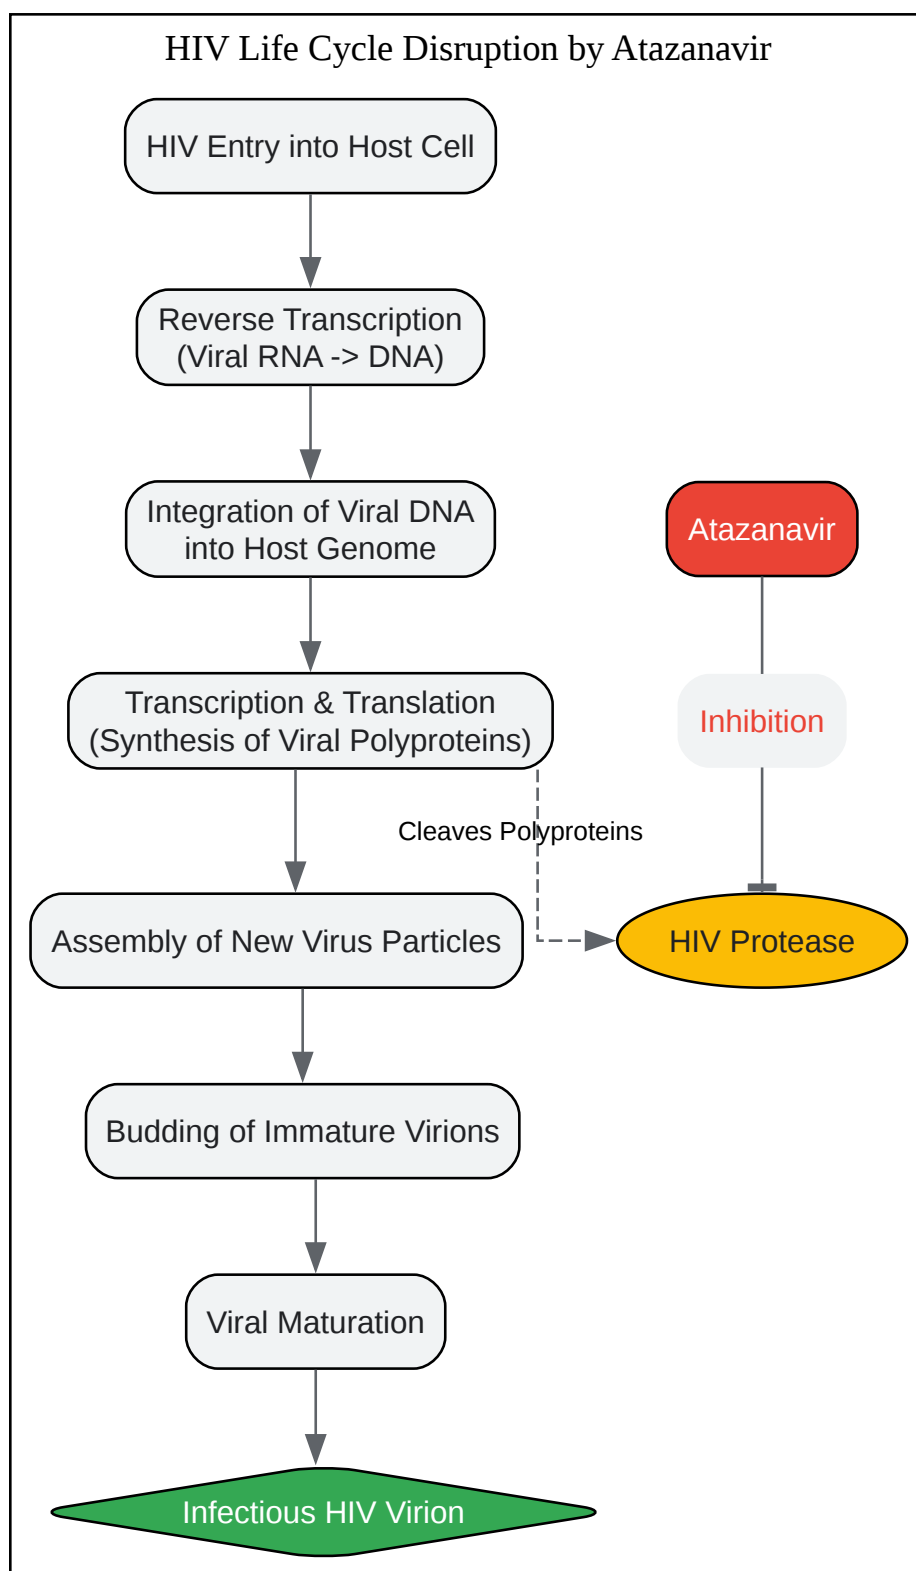 HIV Life Cycle Disruption by Atazanavir
HIV Entry into Host Cell
Reverse Transcription
(Viral RNA -> DNA)
Integration of Viral DNA
into Host Genome
Atazanavir
Transcription & Translation
(Synthesis of Viral Polyproteins)
Inhibition
Cleaves Polyproteins
Assembly of New Virus Particles
HIV Protease
Budding of Immature Virions
Viral Maturation
Infectious HIV Virion